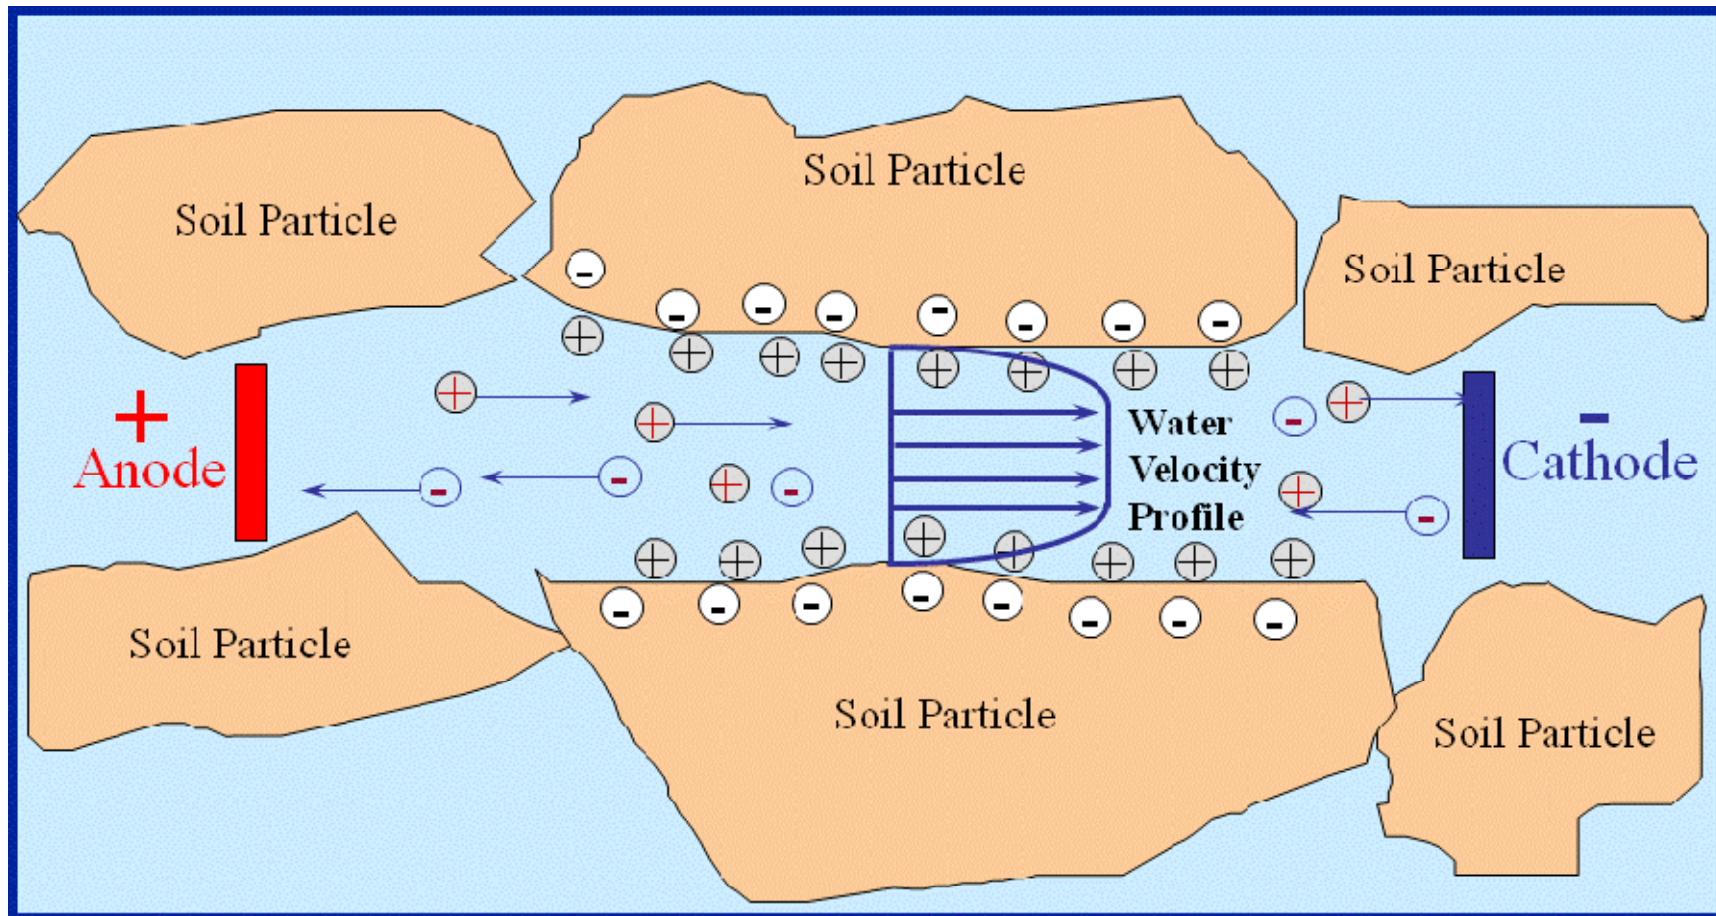 Soil Particle
Soil Particle
Soil Particle
+
Anode
Water
Velocity
Profile
-
Cathode
Soil Particle
Soil Particle
Soil Particle